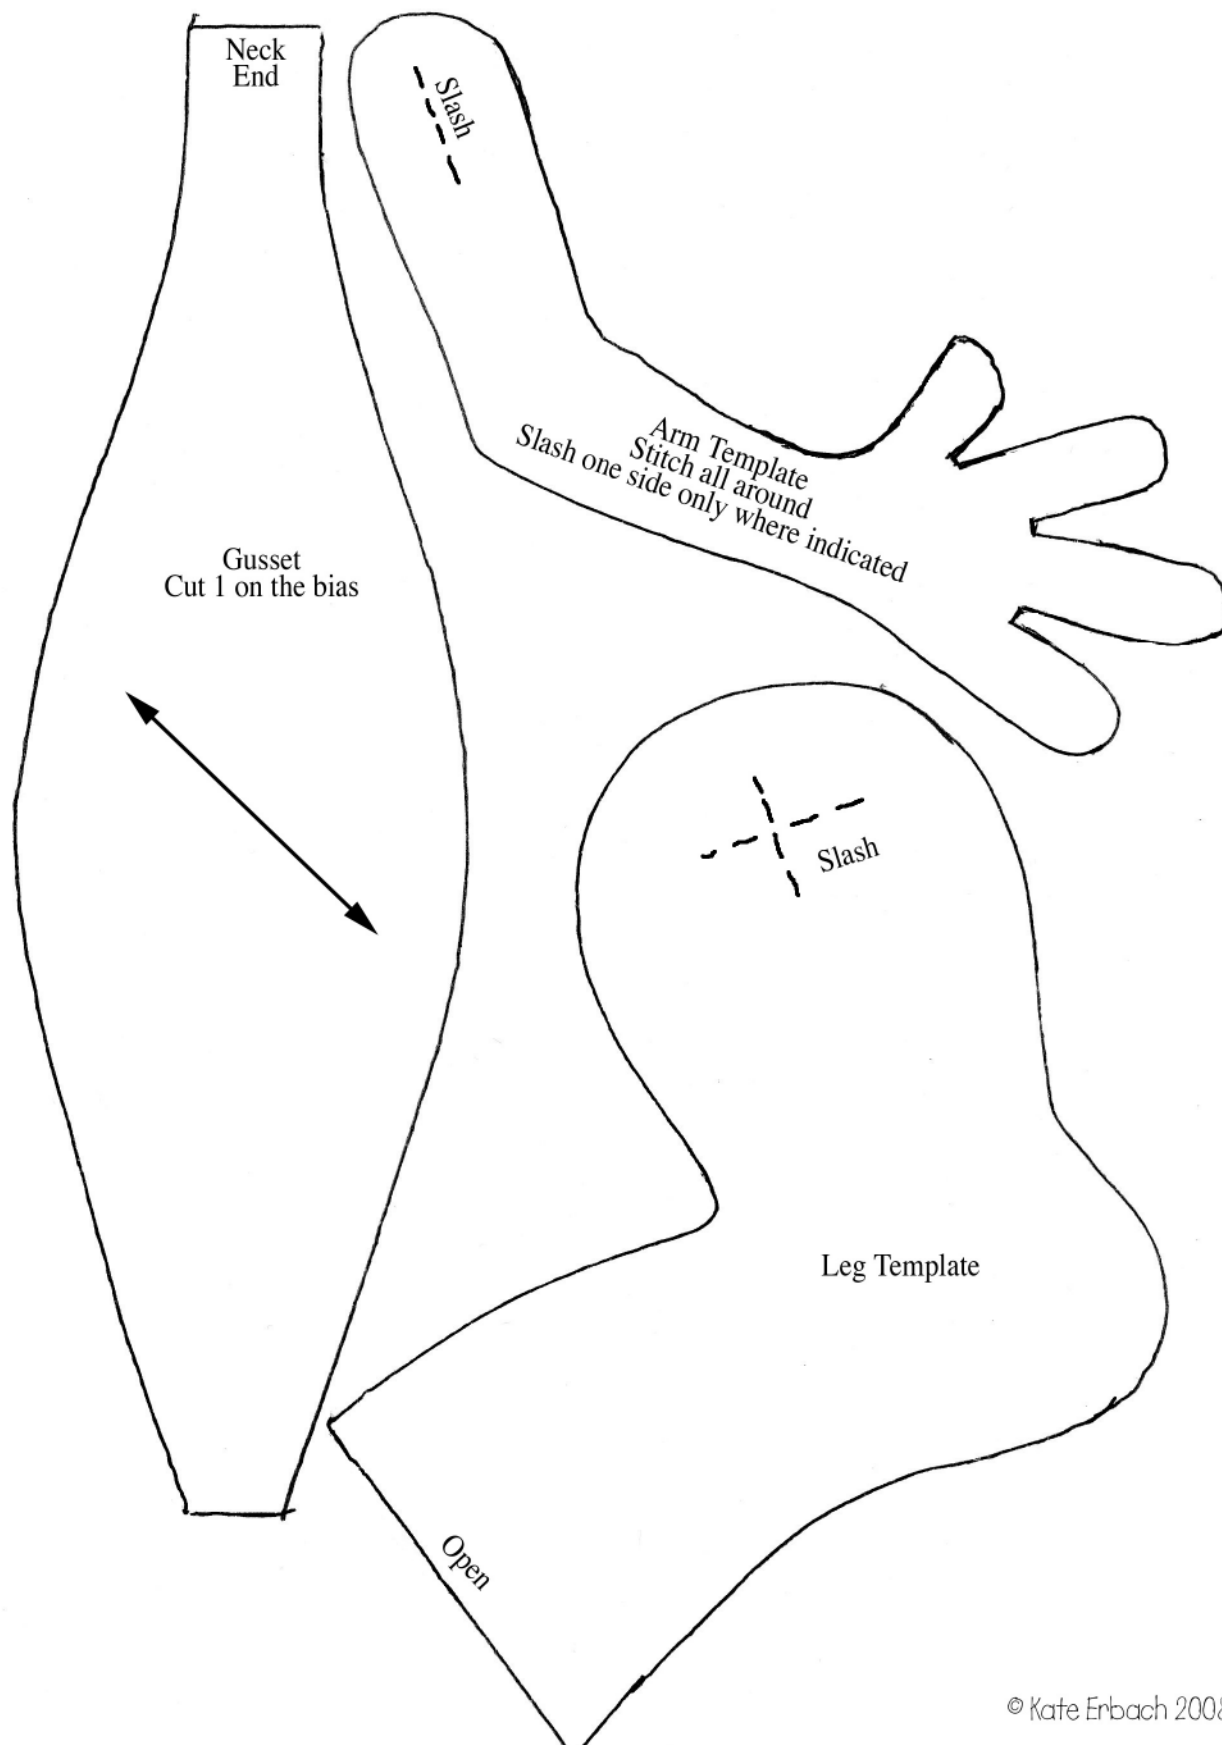 Neck
End
Slash
Arm Template
Stitch all around
Slash one side only where indicated
Gusset
Cut 1 on the bias
Slash
Leg Template
Open
© Kate Erbach 2008